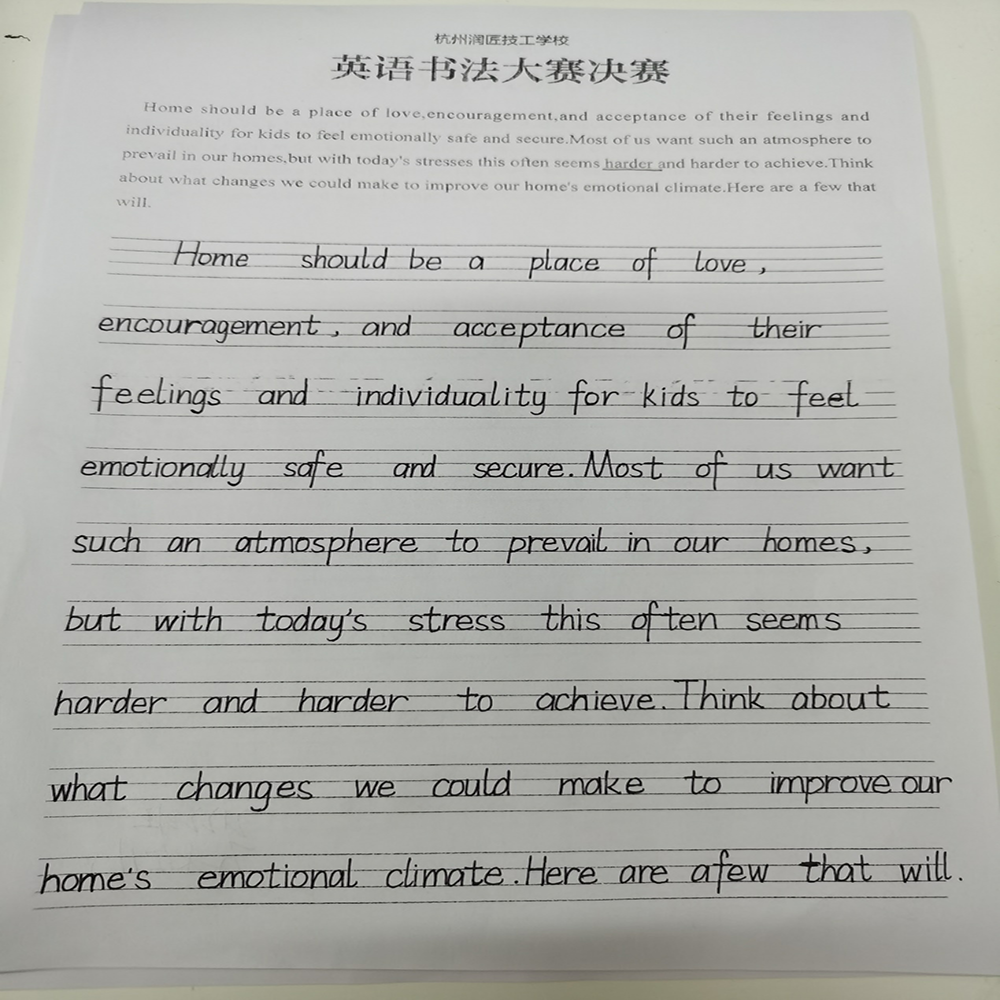 杭州润匠技工学校
英语书法大赛决赛
Home should be a place of love,encouragement,and acceptance of their feelings and
individuality for kids to feel emotionally safe and secure.Most of us want such an atmosphere to
prevail in our homes,but with today's stresses this often seems harder and harder to achieve.Think
about what changes we could make to improve our home's emotional climate.Here are a few that
will.
Home should be a place of love,
encouragement, and acceptance of their
feelings and individuality for kids to feel
emotionally safe and secure. Most of us want
such an atmosphere to prevail in our homes,
but with today's stress this often seems
harder and harder to achieve. Think about
what changes we could make to improve our
home's emotional climate. Here are afew that will.